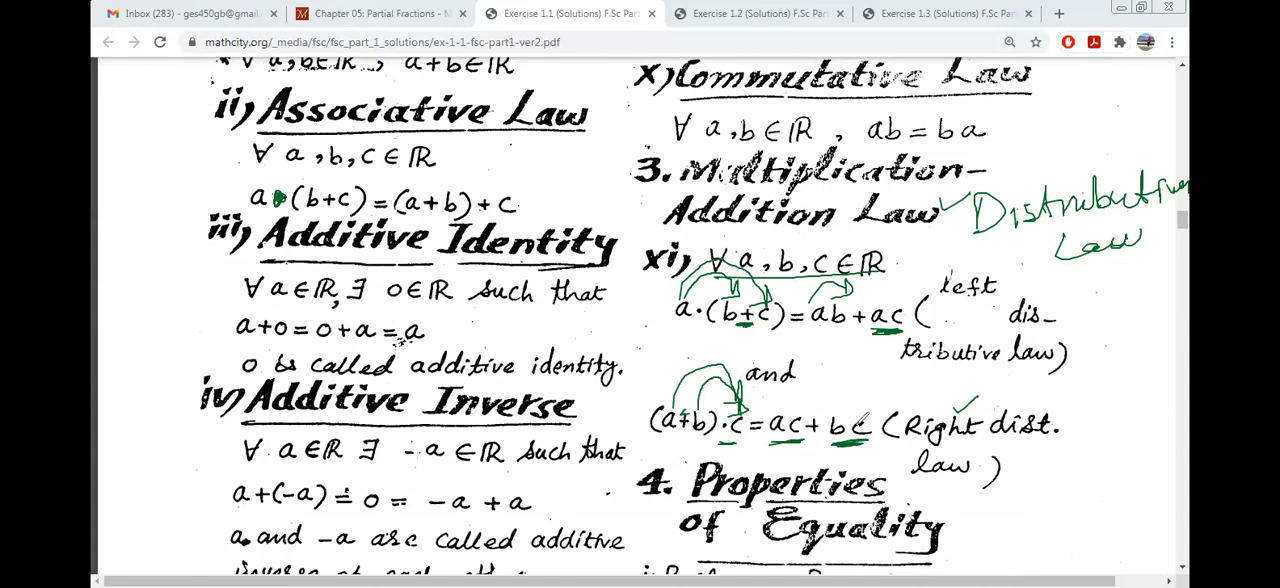 Inbox (283) - ges450gb@gmail.
Chapter 05: Partial Fractions - M
Exercise 1.1 (Solutions) F.Sc Par
Exercise 1.2 (Solutions) F.Sc Par
Exercise 1.3 (Solutions) F.Sc Par
mathcity.org/_media/fsc/fsc_part_1_solutions/ex-1-1-fsc-part1-ver2.pdf
∀ a,b∈ℝ, a+b∈ℝ
ii) Associative Law
∀ a,b,c ∈ ℝ
a (b+c)=(a+b)+c
iii) Additive Identity
∀ a∈ℝ, ∃ 0∈ℝ such that
a+0=0+a=a
0 is called additive identity.
iv) Additive Inverse
∀ a∈ℝ ∃ -a∈ℝ such that
a+(-a)=0= -a+a
a and -a are called additive
x) Commutative Law
∀ a,b∈ℝ, ab=ba
3. Multiplication-
Addition Law ✓ Distributive
Law
xi) ∀ a,b,c∈ℝ
a·(b+c)=ab+ac (left
dis-
tributive law)
and
(a+b)·c=ac+bc (Right dist.
law)
4. Properties
of Equality